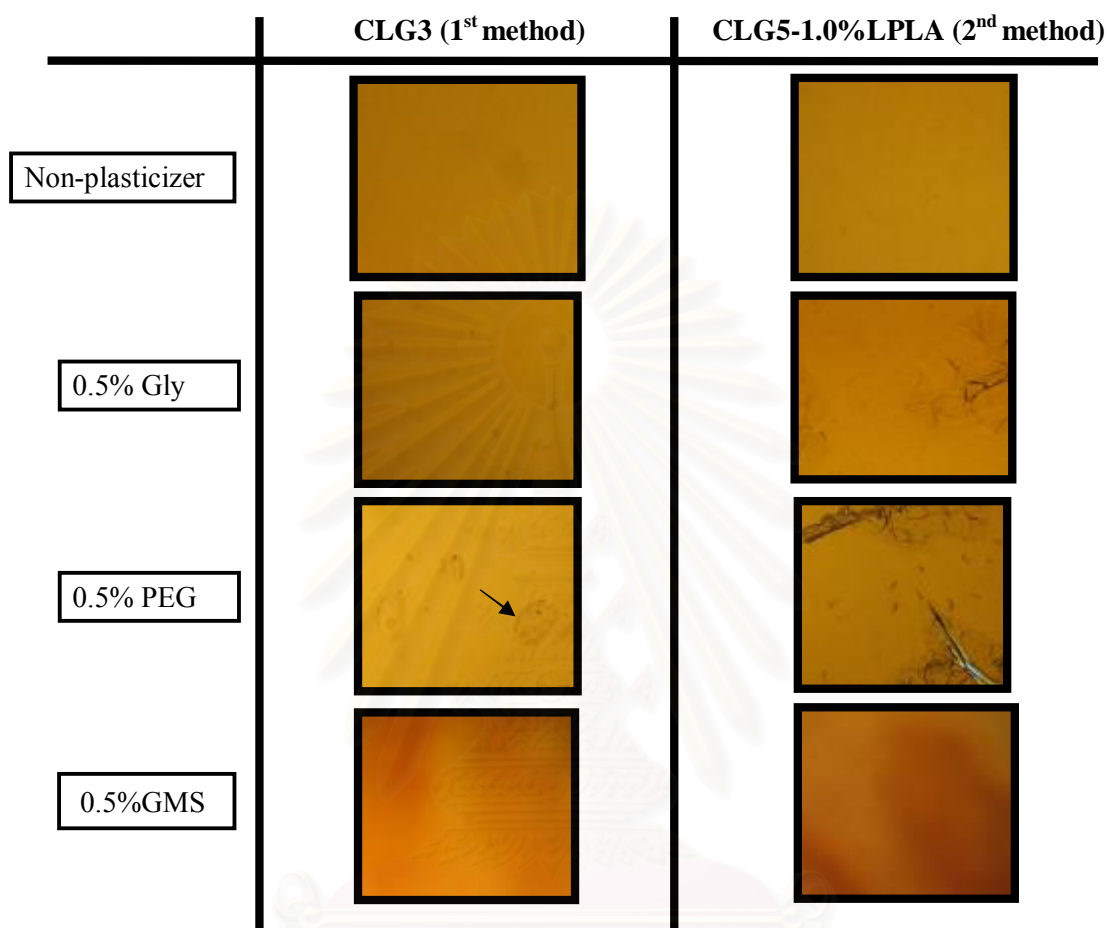 CLG3 (1st method) CLG5-1.0%LPLA (2nd method)
Non-plasticizer
0.5% Gly
0.5% PEG
0.5%GMS